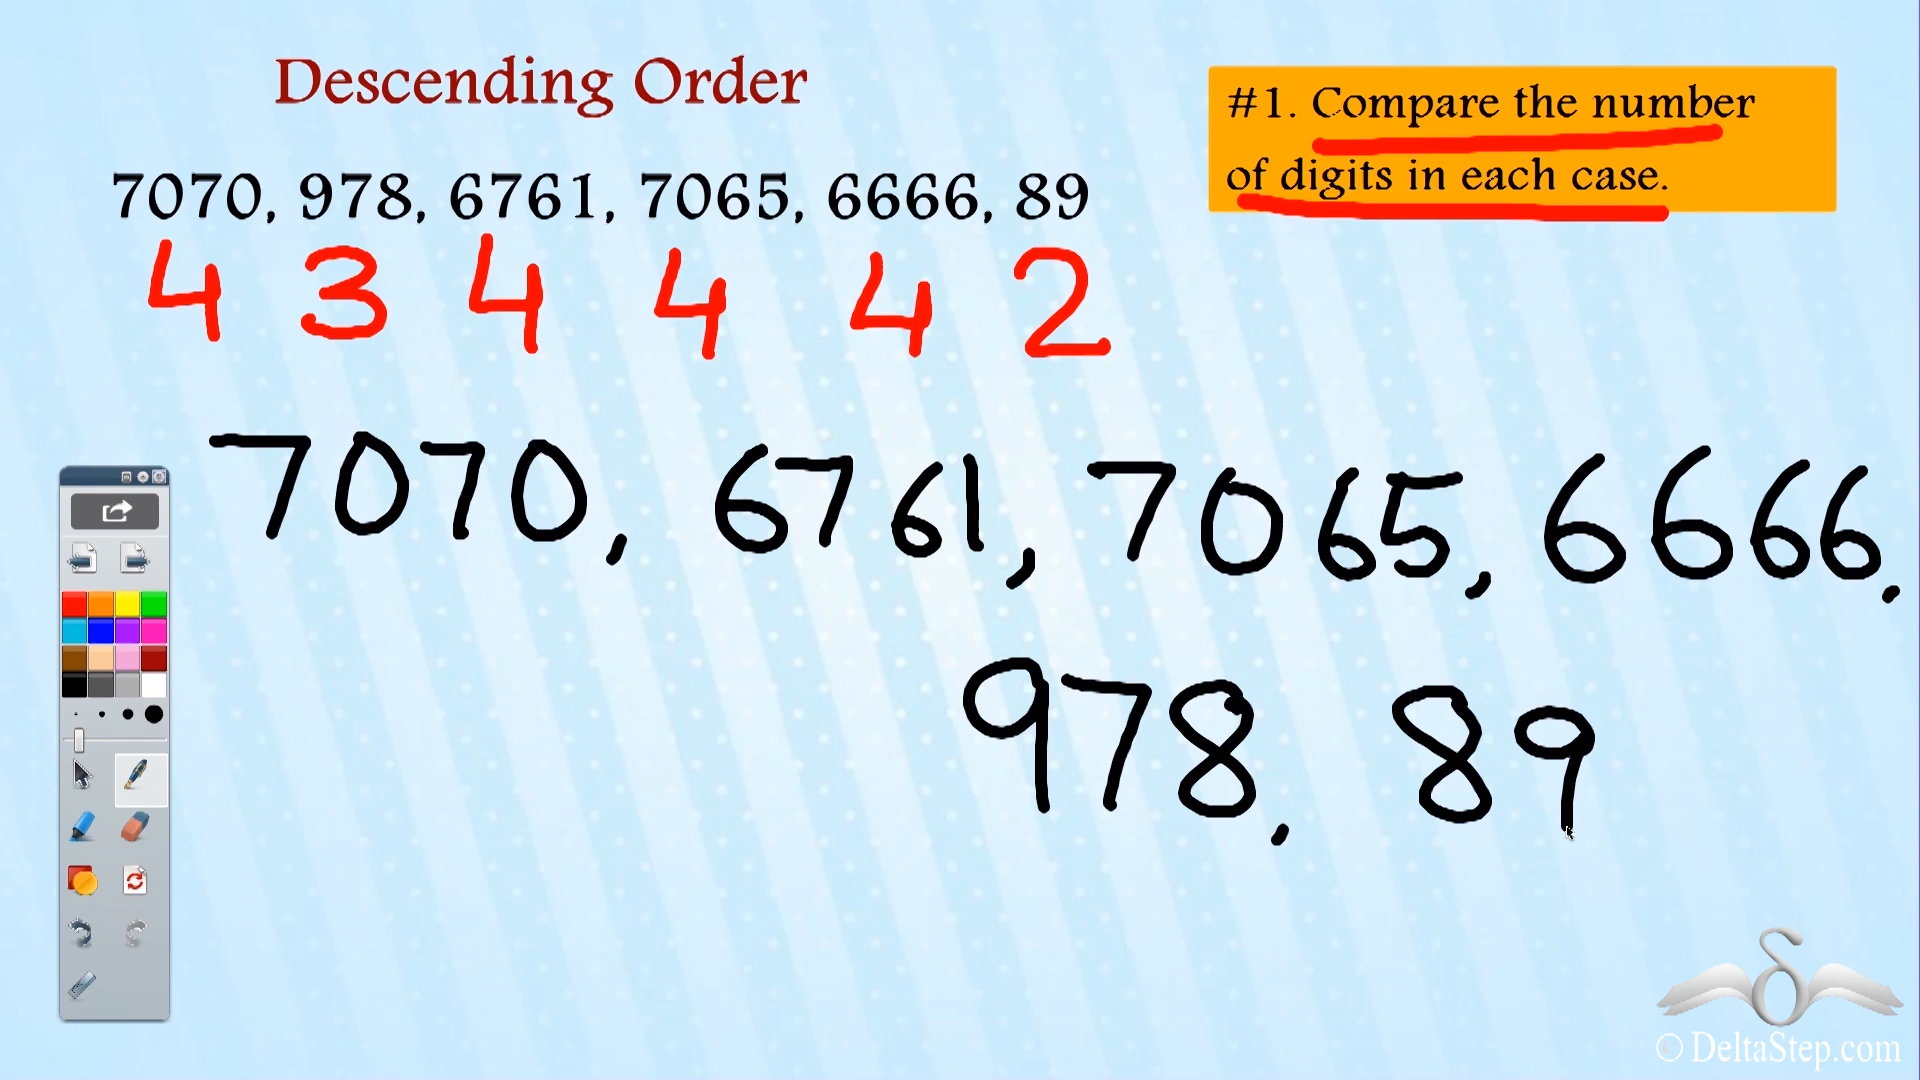 Descending Order
#1. Compare the number
of digits in each case.
7070, 978, 6761, 7065, 6666, 89
4 3 4 4 4 2
7070, 6761, 7065, 6666,
978, 89
© DeltaStep.com